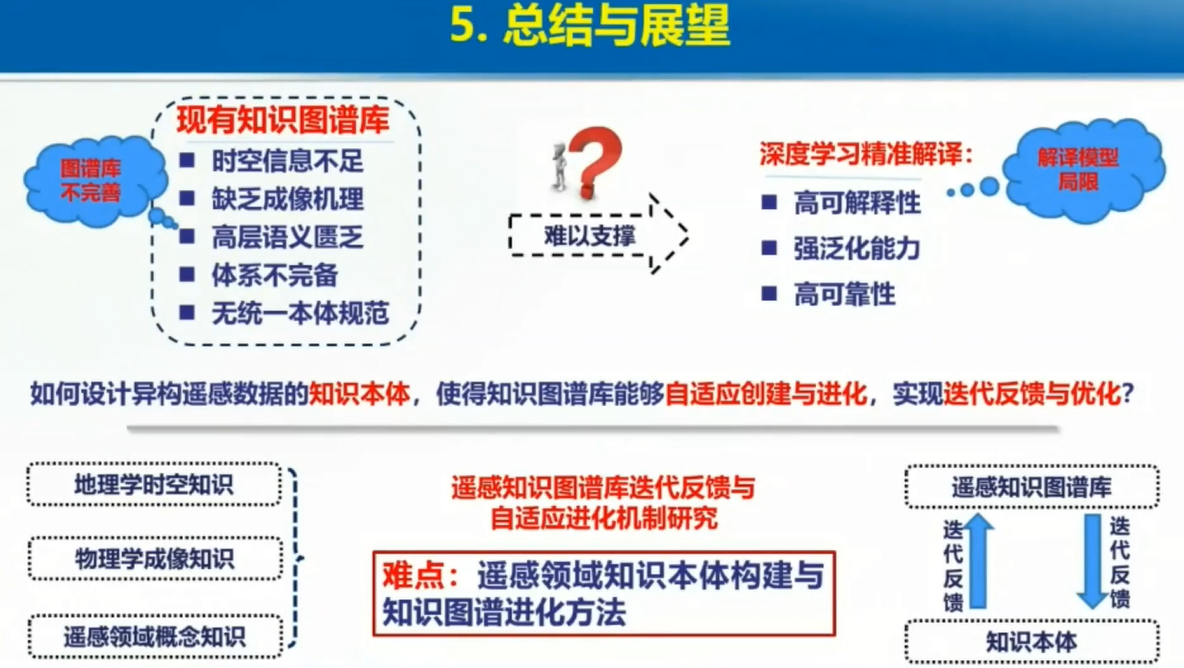 5. 总结与展望
现有知识图谱库
图谱库
不完善
时空信息不足
缺乏成像机理
高层语义匮乏
体系不完备
无统一本体规范
?
难以支撑
深度学习精准解译:
高可解释性
强泛化能力
高可靠性
解译模型
局限
如何设计异构遥感数据的知识本体，使得知识图谱库能够自适应创建与进化，实现迭代反馈与优化？
地理学时空知识
物理学成像知识
遥感领域概念知识
遥感知识图谱库迭代反馈与
自适应进化机制研究
难点：遥感领域知识本体构建与
知识图谱进化方法
遥感知识图谱库
迭代反馈
迭代反馈
知识本体